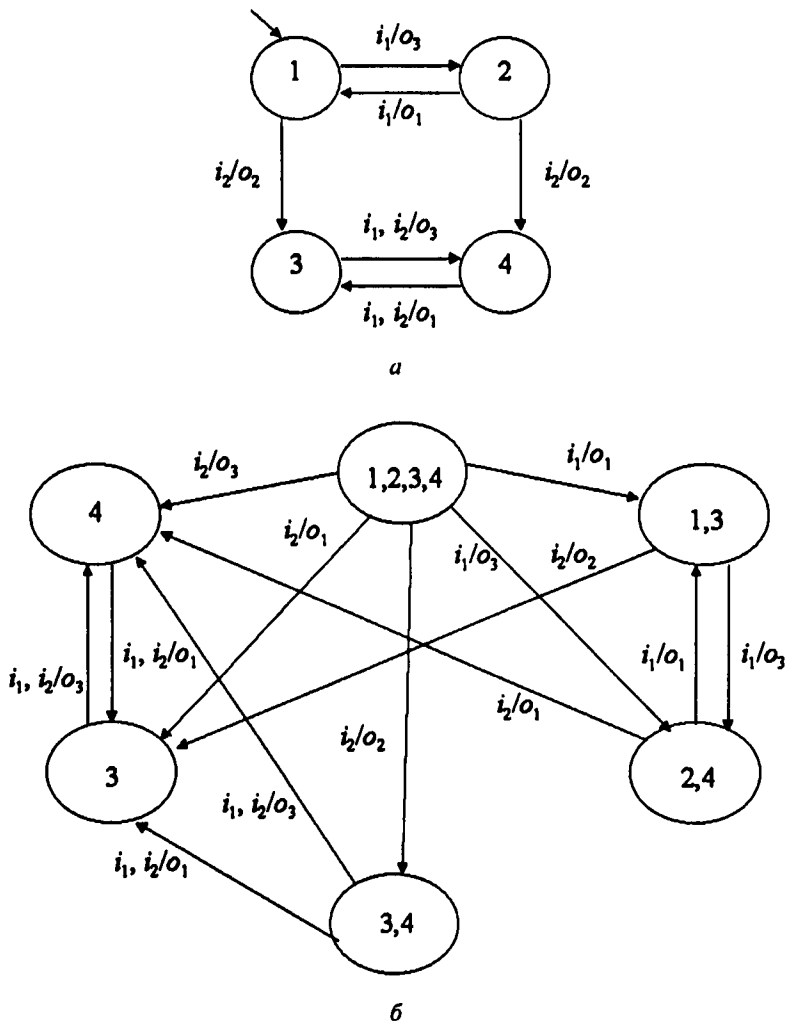 i₁/o₃
1
2
i₁/o₁
i₂/o₂
i₂/o₂
i₁, i₂/o₃
3
4
i₁, i₂/o₁
а
i₂/o₃
1,2,3,4
i₁/o₁
4
1,3
i₂/o₁
i₁/o₃
i₂/o₂
i₁, i₂/o₃
i₁, i₂/o₁
i₁/o₁
i₁/o₃
i₂/o₁
i₂/o₂
3
2,4
i₁, i₂/o₃
i₁, i₂/o₁
3,4
б